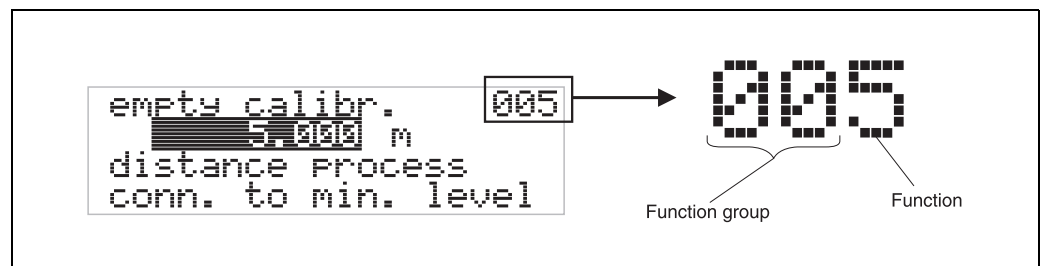 empty calibr. 005
5.000 m
distance process
conn. to min. level
005
Function group
Function